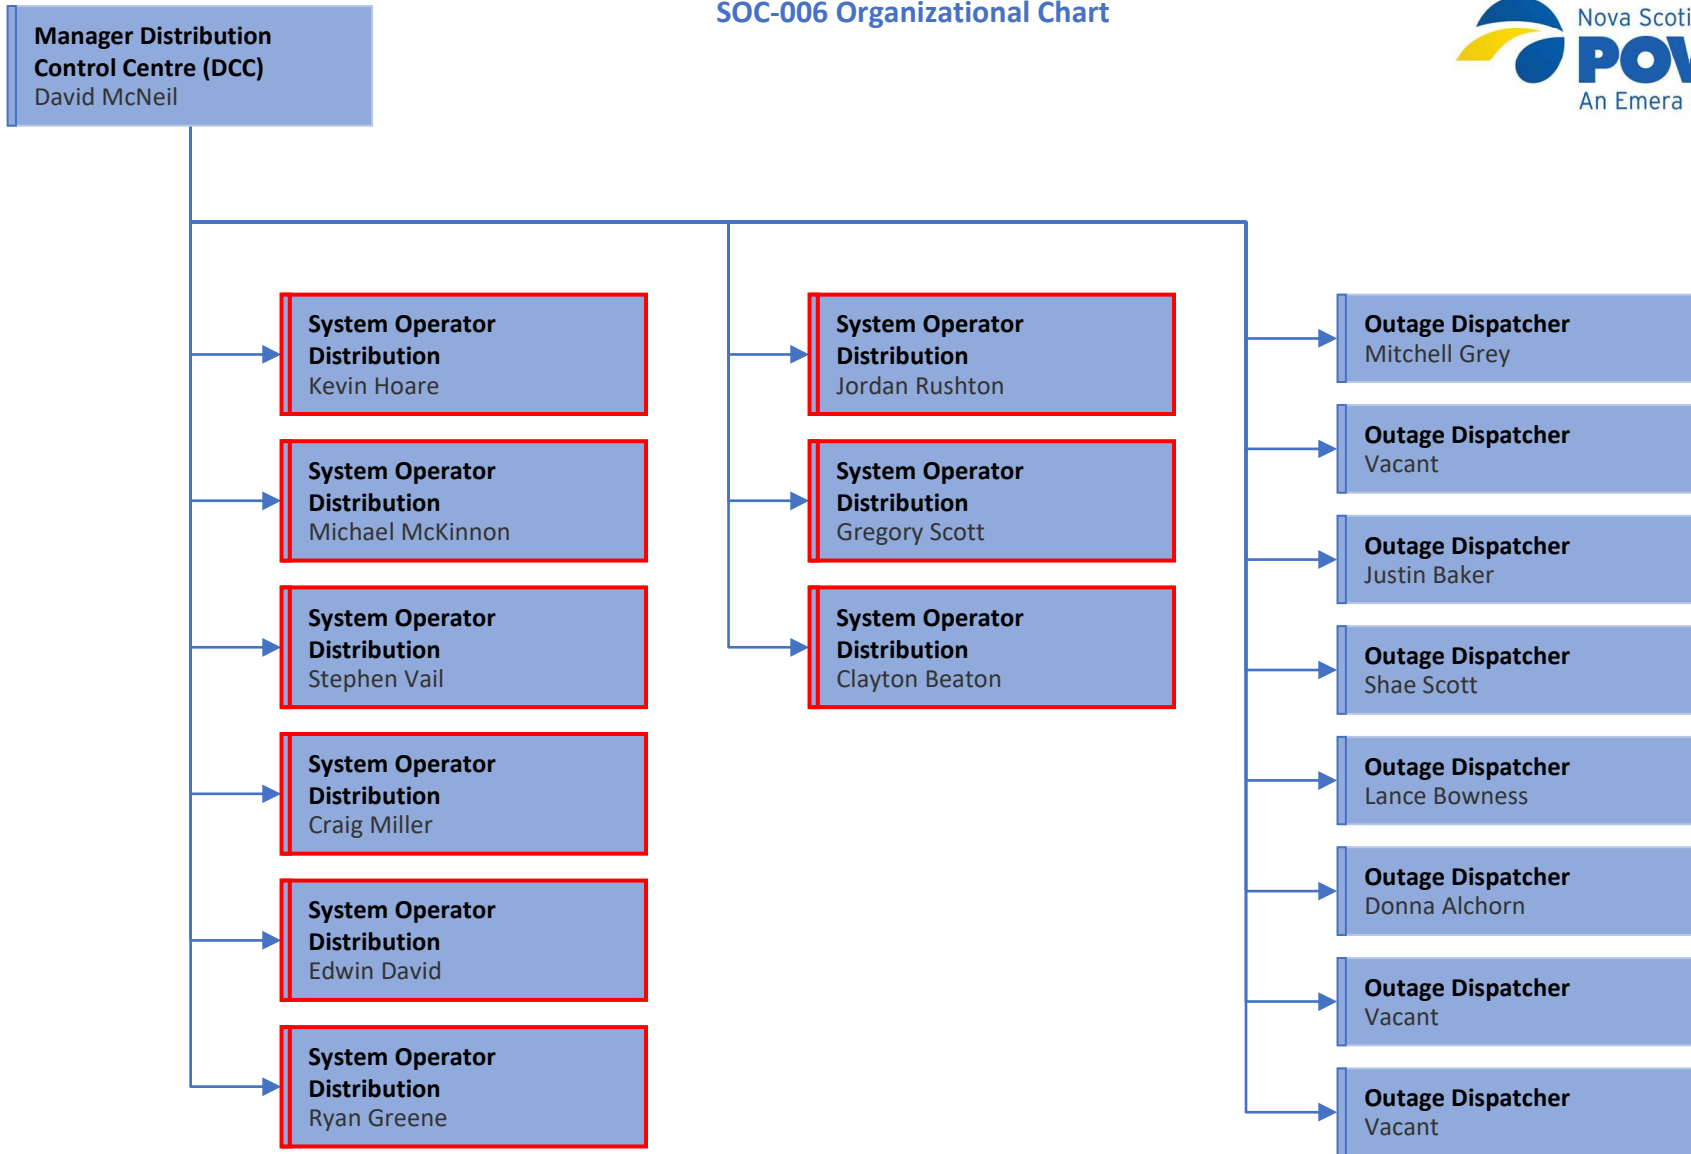 SOC-006 Organizational Chart
Manager Distribution
Control Centre (DCC)
David McNeil
Nova Scoti
POW
An Emera
System Operator
Distribution
Kevin Hoare
System Operator
Distribution
Michael McKinnon
System Operator
Distribution
Stephen Vail
System Operator
Distribution
Craig Miller
System Operator
Distribution
Edwin David
System Operator
Distribution
Ryan Greene
System Operator
Distribution
Jordan Rushton
System Operator
Distribution
Gregory Scott
System Operator
Distribution
Clayton Beaton
Outage Dispatcher
Mitchell Grey
Outage Dispatcher
Vacant
Outage Dispatcher
Justin Baker
Outage Dispatcher
Shae Scott
Outage Dispatcher
Lance Bowness
Outage Dispatcher
Donna Alchorn
Outage Dispatcher
Vacant
Outage Dispatcher
Vacant